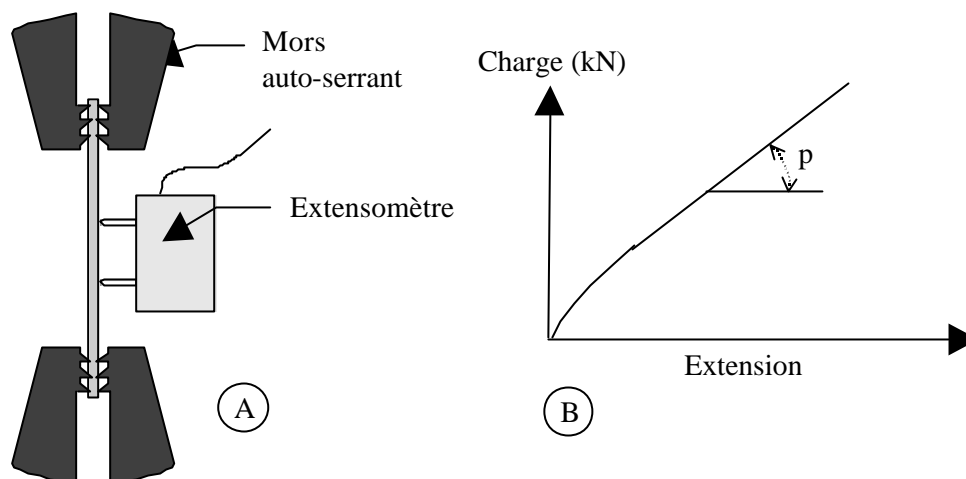 Mors
auto-serrant
Extensomètre
A
Charge (kN)
p
Extension
B